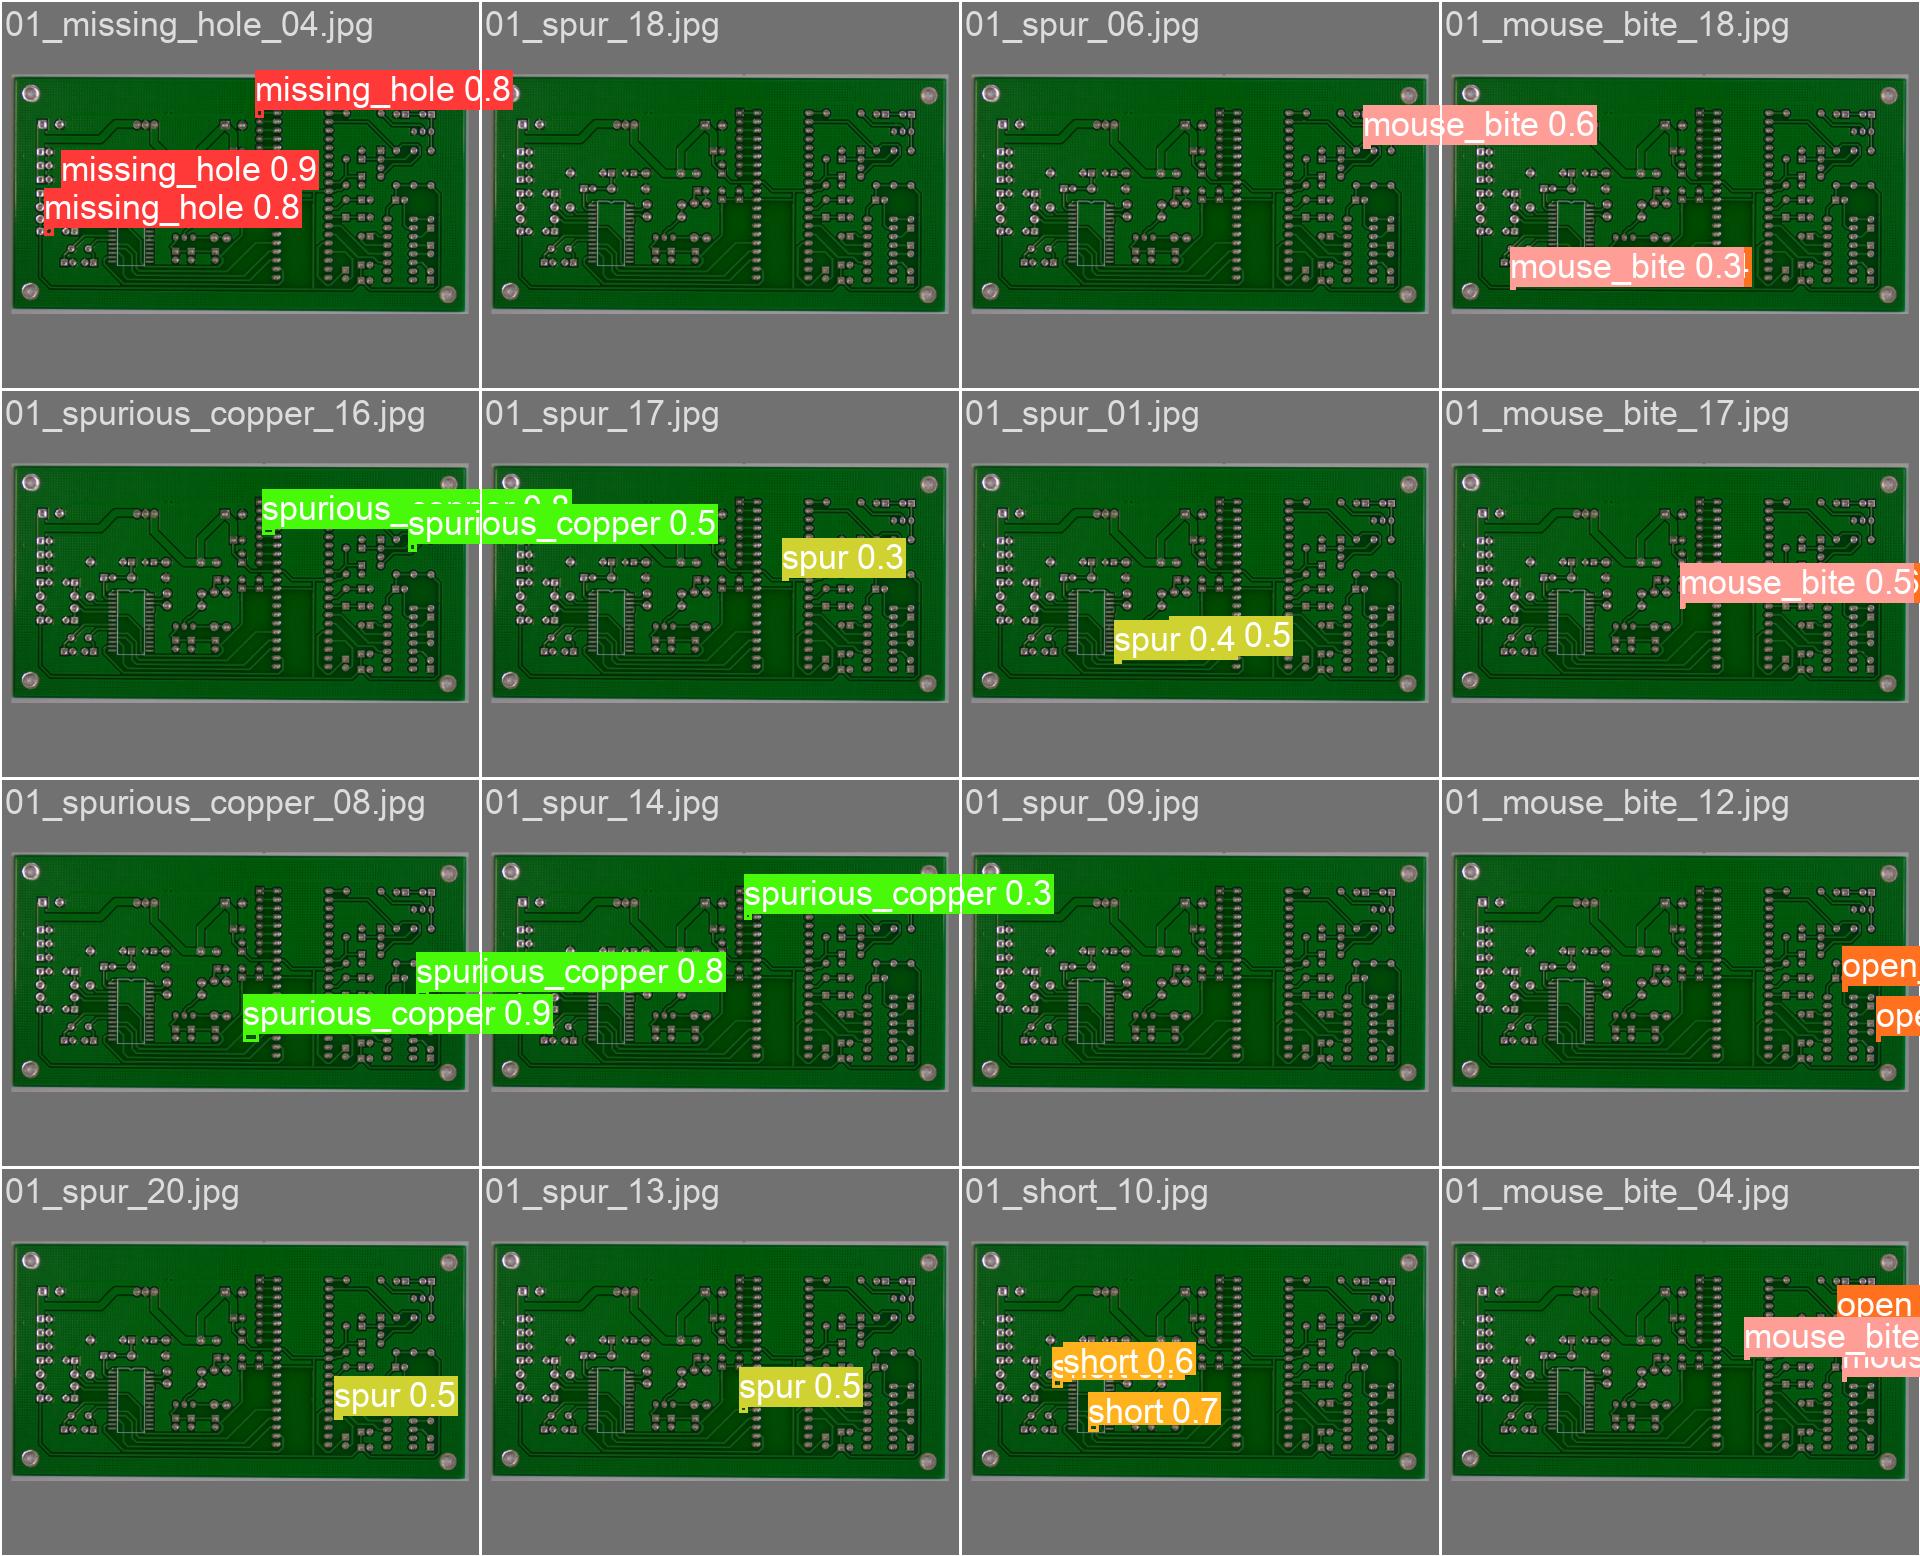 01_missing_hole_04.jpg
missing_hole 0.8
missing_hole 0.9
missing_hole 0.8
01_spur_18.jpg
01_spur_06.jpg
mouse_bite 0.6
01_mouse_bite_18.jpg
mouse_bite 0.3
01_spurious_copper_16.jpg
spurious_copper 0.8
spurious_copper 0.5
01_spur_17.jpg
spur 0.3
01_spur_01.jpg
spur 0.4
0.5
01_mouse_bite_17.jpg
mouse_bite 0.5
01_spurious_copper_08.jpg
spurious_copper 0.8
spurious_copper 0.9
01_spur_14.jpg
spurious_copper 0.3
01_spur_09.jpg
01_mouse_bite_12.jpg
open_
ope
01_spur_20.jpg
spur 0.5
01_spur_13.jpg
spur 0.5
01_short_10.jpg
short 0.6
short 0.7
01_mouse_bite_04.jpg
open
mouse_bite